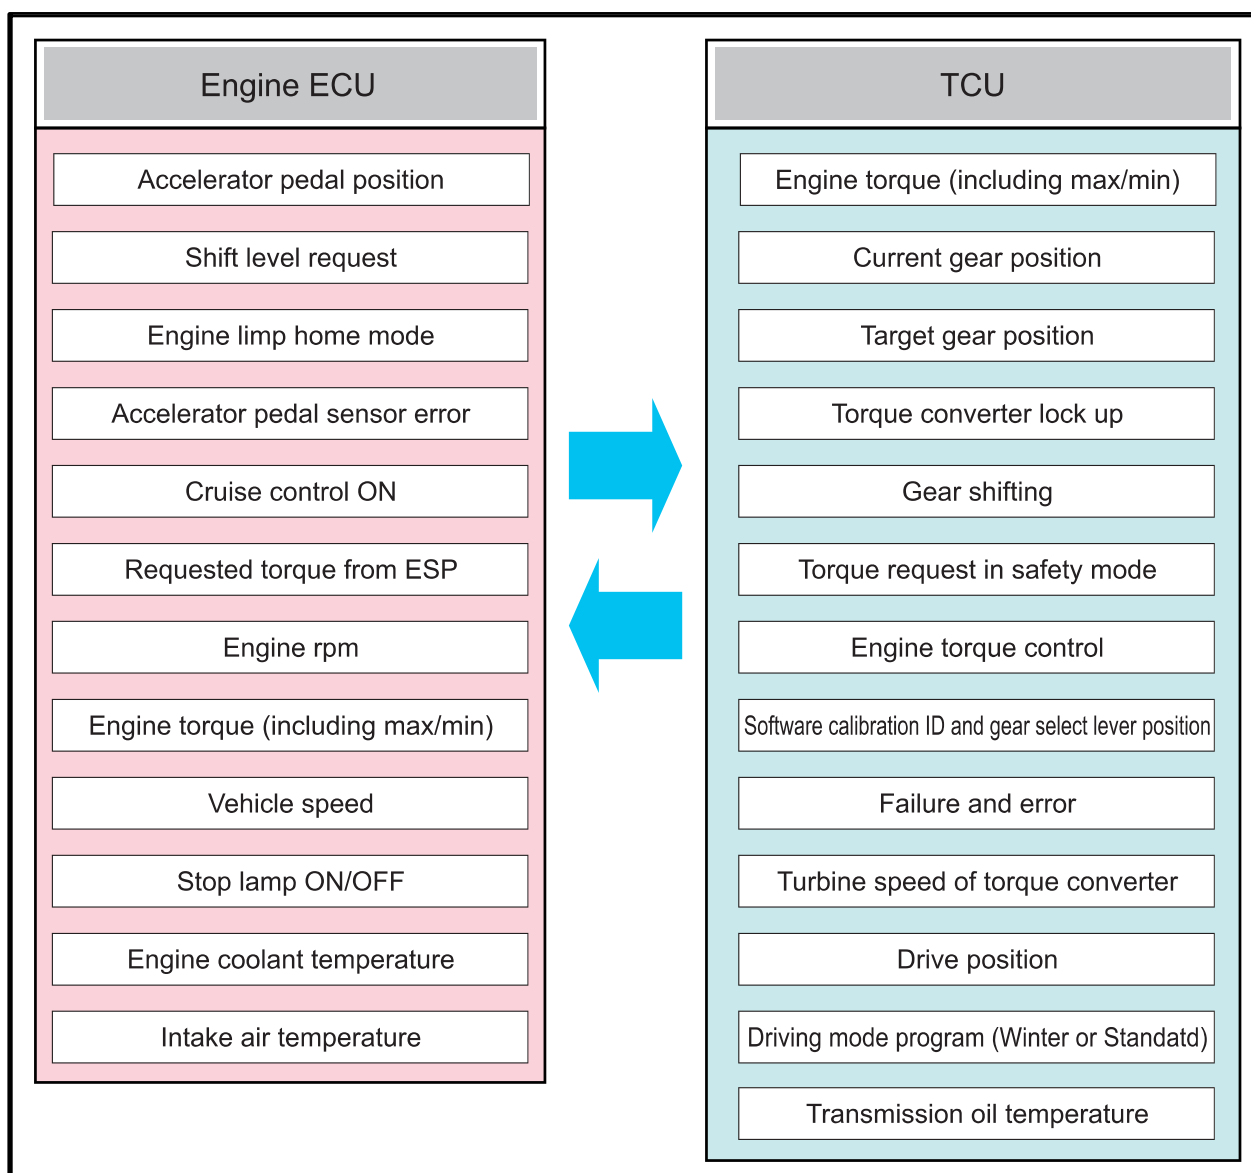 Engine ECU
Accelerator pedal position
Shift level request
Engine limp home mode
Accelerator pedal sensor error
Cruise control ON
Requested torque from ESP
Engine rpm
Engine torque (including max/min)
Vehicle speed
Stop lamp ON/OFF
Engine coolant temperature
Intake air temperature
TCU
Engine torque (including max/min)
Current gear position
Target gear position
Torque converter lock up
Gear shifting
Torque request in safety mode
Engine torque control
Software calibration ID and gear select lever position
Failure and error
Turbine speed of torque converter
Drive position
Driving mode program (Winter or Standatd)
Transmission oil temperature